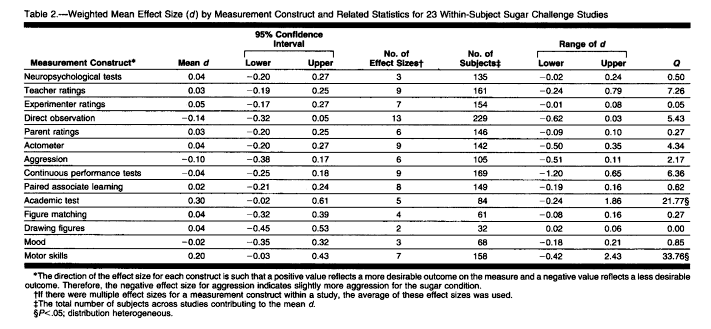 Table 2.—Weighted Mean Effect Size (d) by Measurement Construct and Related Statistics for 23 Within-Subject Sugar Challenge Studies
95% Confidence Interval
Measurement Construct* Mean d Lower Upper No. of Effect Sizes† No. of Subjects‡ Range of d Lower Upper Q
Neuropsychological tests 0.04 −0.20 0.27 3 135 −0.02 0.24 0.50
Teacher ratings 0.03 −0.19 0.25 9 161 −0.24 0.79 7.26
Experimenter ratings 0.05 −0.17 0.27 7 154 −0.01 0.08 0.05
Direct observation −0.14 −0.32 0.05 13 229 −0.62 0.03 5.43
Parent ratings 0.03 −0.20 0.25 6 146 −0.09 0.10 0.27
Actometer 0.04 −0.20 0.27 9 142 −0.50 0.35 4.34
Aggression −0.10 −0.38 0.17 6 105 −0.51 0.11 2.17
Continuous performance tests −0.04 −0.25 0.18 9 169 −1.20 0.65 6.36
Paired associate learning 0.02 −0.21 0.24 8 149 −0.19 0.16 0.62
Academic test 0.30 −0.02 0.61 5 84 −0.24 1.86 21.77§
Figure matching 0.04 −0.32 0.39 4 61 −0.08 0.16 0.27
Drawing figures 0.04 −0.45 0.53 2 32 0.02 0.06 0.00
Mood −0.02 −0.35 0.32 3 68 −0.18 0.21 0.85
Motor skills 0.20 −0.03 0.43 7 158 −0.42 2.43 33.76§
*The direction of the effect size for each construct is such that a positive value reflects a more desirable outcome on the measure and a negative value reflects a less desirable
outcome. Therefore, the negative effect size for aggression indicates slightly more aggression for the sugar condition.
†If there were multiple effect sizes for a measurement construct within a study, the average of these effect sizes was used.
‡The total number of subjects across studies contributing to the mean d.
§P<.05; distribution heterogeneous.